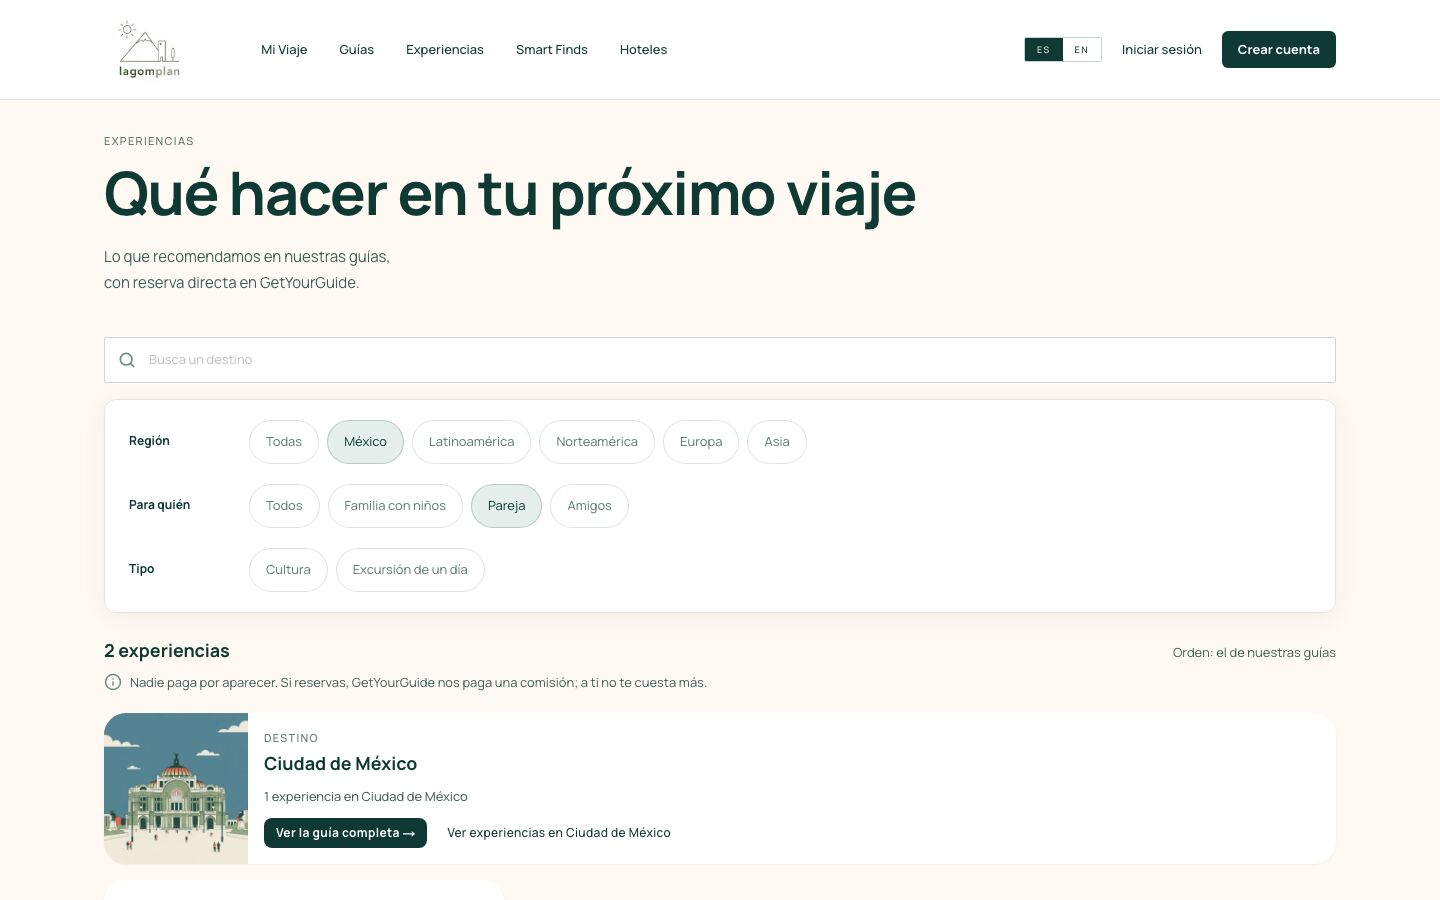 lagomplan
Mi Viaje
Guías
Experiencias
Smart Finds
Hoteles
ES
EN
Iniciar sesión
Crear cuenta
EXPERIENCIAS
Qué hacer en tu próximo viaje
Lo que recomendamos en nuestras guías,
con reserva directa en GetYourGuide.
Busca un destino
Región
Todas
México
Latinoamérica
Norteamérica
Europa
Asia
Para quién
Todos
Familia con niños
Pareja
Amigos
Tipo
Cultura
Excursión de un día
2 experiencias
Orden: el de nuestras guías
Nadie paga por aparecer. Si reservas, GetYourGuide nos paga una comisión; a ti no te cuesta más.
DESTINO
Ciudad de México
1 experiencia en Ciudad de México
Ver la guía completa →
Ver experiencias en Ciudad de México